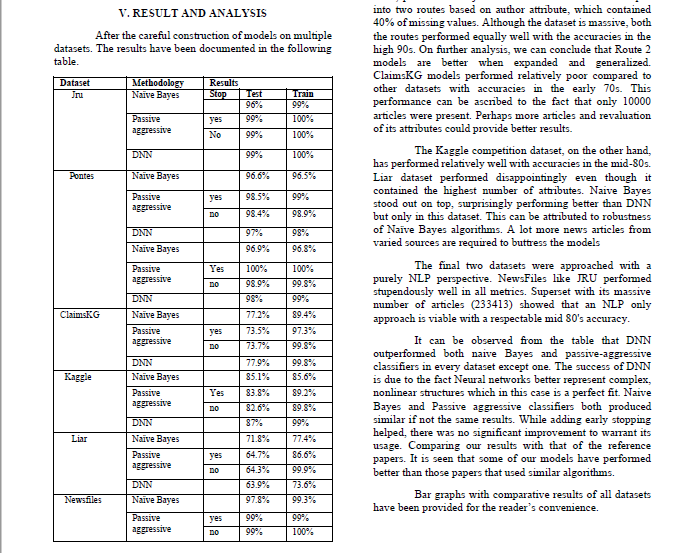 V. RESULT AND ANALYSIS
After the careful construction of models on multiple
datasets. The results have been documented in the following
table.
Dataset Methodology Results
Jru Naïve Bayes Stop Test Train
96% 99%
Passive yes 99% 100%
aggressive
No 99% 100%
DNN 99% 100%
Pontes Naïve Bayes 96.6% 96.5%
Passive yes 98.5% 99%
aggressive
no 98.4% 98.9%
DNN 97% 98%
Naïve Bayes 96.9% 96.8%
Passive Yes 100% 100%
aggressive
no 98.9% 99.8%
DNN 98% 99%
ClaimsKG Naïve Bayes 77.2% 89.4%
Passive yes 73.5% 97.3%
aggressive
no 73.7% 99.8%
DNN 77.9% 99.8%
Kaggle Naïve Bayes 85.1% 85.6%
Passive Yes 83.8% 89.2%
aggressive
no 82.6% 89.8%
DNN 87% 99%
Liar Naïve Bayes 71.8% 77.4%
Passive yes 64.7% 86.6%
aggressive
no 64.3% 99.9%
DNN 63.9% 73.6%
Newsfiles Naïve Bayes 97.8% 99.3%
Passive yes 99% 99%
aggressive
no 99% 100%
into two routes based on author attribute, which contained
40% of missing values. Although the dataset is massive, both
the routes performed equally well with the accuracies in the
high 90s. On further analysis, we can conclude that Route 2
models are better when expanded and generalized.
ClaimsKG models performed relatively poor compared to
other datasets with accuracies in the early 70s. This
performance can be ascribed to the fact that only 10000
articles were present. Perhaps more articles and revaluation
of its attributes could provide better results.
The Kaggle competition dataset, on the other hand,
has performed relatively well with accuracies in the mid-80s.
Liar dataset performed disappointingly even though it
contained the highest number of attributes. Naive Bayes
stood out on top, surprisingly performing better than DNN
but only in this dataset. This can be attributed to robustness
of Naïve Bayes algorithms. A lot more news articles from
varied sources are required to buttress the models
The final two datasets were approached with a
purely NLP perspective. NewsFiles like JRU performed
stupendously well in all metrics. Superset with its massive
number of articles (233413) showed that an NLP only
approach is viable with a respectable mid 80's accuracy.
It can be observed from the table that DNN
outperformed both naive Bayes and passive-aggressive
classifiers in every dataset except one. The success of DNN
is due to the fact Neural networks better represent complex,
nonlinear structures which in this case is a perfect fit. Naive
Bayes and Passive aggressive classifiers both produced
similar if not the same results. While adding early stopping
helped, there was no significant improvement to warrant its
usage. Comparing our results with that of the reference
papers. It is seen that some of our models have performed
better than those papers that used similar algorithms.
Bar graphs with comparative results of all datasets
have been provided for the reader's convenience.